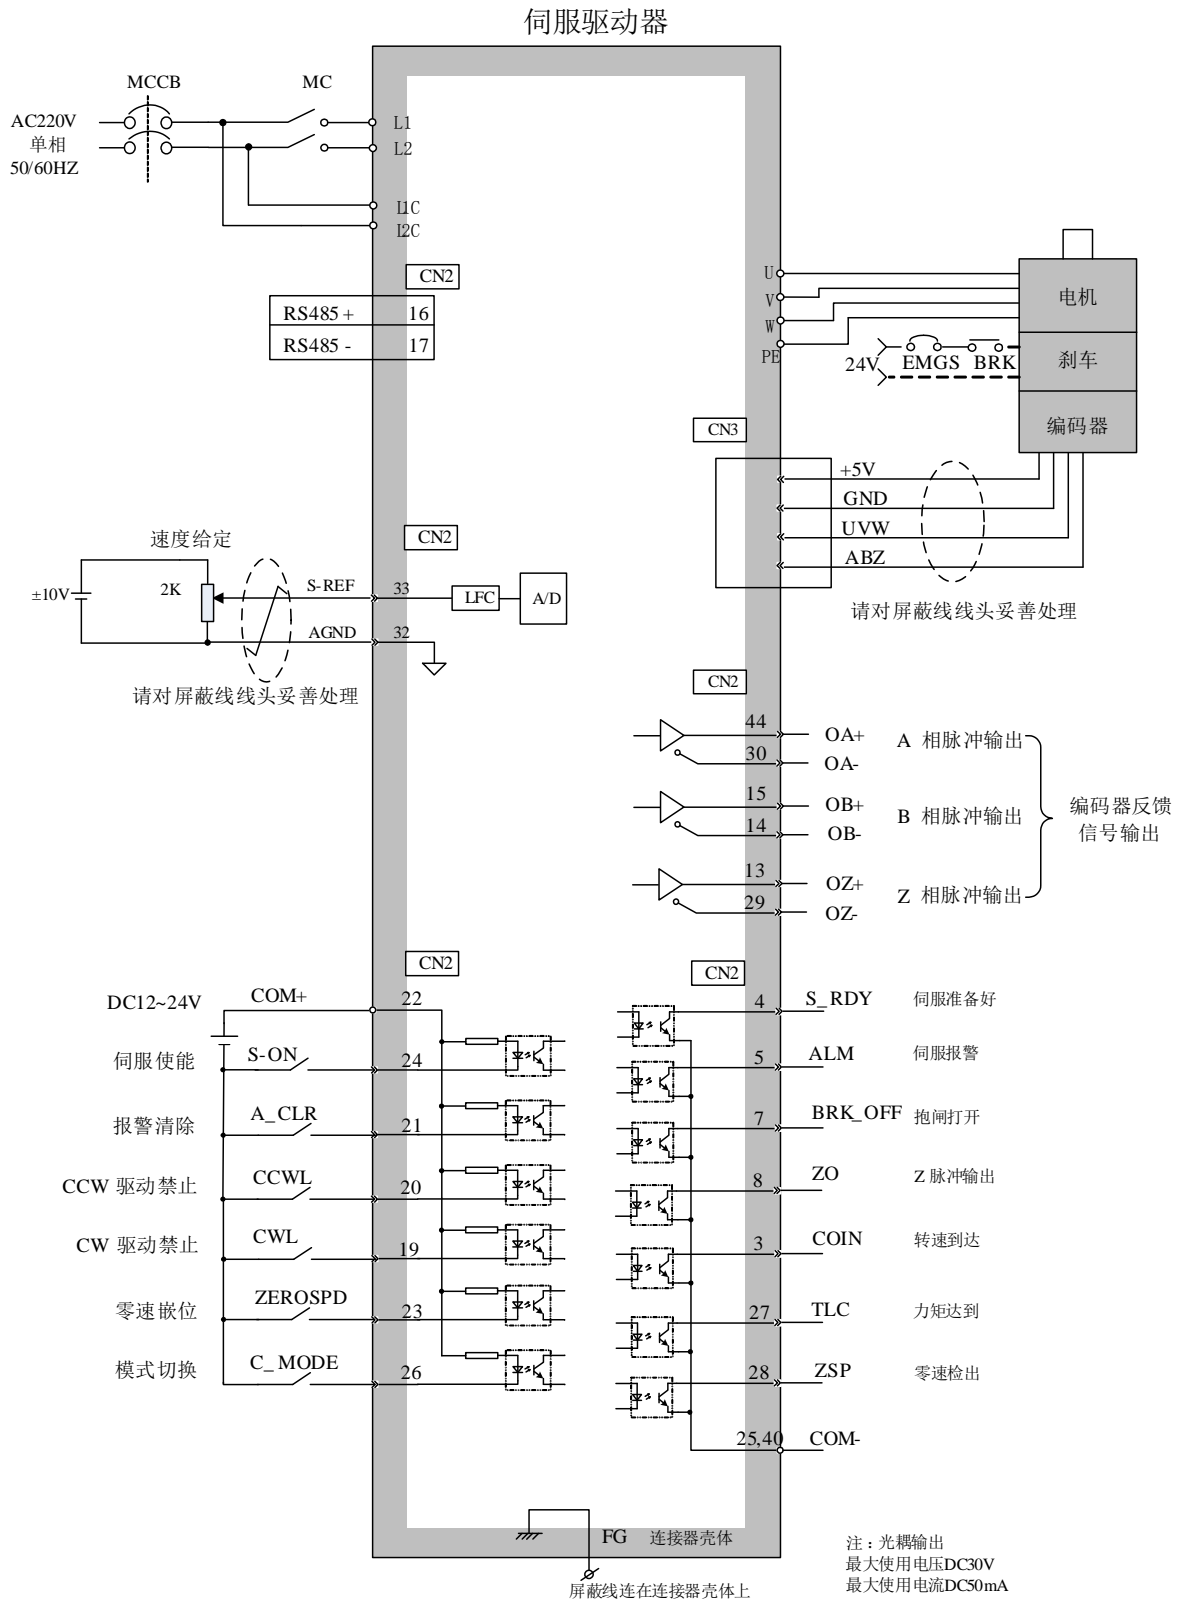 伺服驱动器
MCCB
MC
AC220V
单相
50/60HZ
L1
L2
L1C
L2C
CN2
RS485+ 16
RS485- 17
U
V
W
PE
电机
刹车
编码器
24V
EMGS BRK
CN3
+5V
GND
UVW
ABZ
请对屏蔽线线头妥善处理
CN2
速度给定
±10V
2K
S-REF 33
LFC
A/D
AGND 32
请对屏蔽线线头妥善处理
CN2
44 OA+
30 OA-
A 相脉冲输出
15 OB+
14 OB-
B 相脉冲输出
13 OZ+
29 OZ-
Z 相脉冲输出
编码器反馈
信号输出
CN2
DC12~24V COM+ 22
伺服使能 S-ON 24
报警清除 A_CLR 21
CCW 驱动禁止 CCWL 20
CW 驱动禁止 CWL 19
零速嵌位 ZEROSPD 23
模式切换 C_MODE 26
CN2
4 S_RDY 伺服准备好
5 ALM 伺服报警
7 BRK_OFF 抱闸打开
8 ZO Z 脉冲输出
3 COIN 转速到达
27 TLC 力矩达到
28 ZSP 零速检出
25,40 COM-
FG 连接器壳体
屏蔽线连在连接器壳体上
注：光耦输出
最大使用电压DC30V
最大使用电流DC50mA